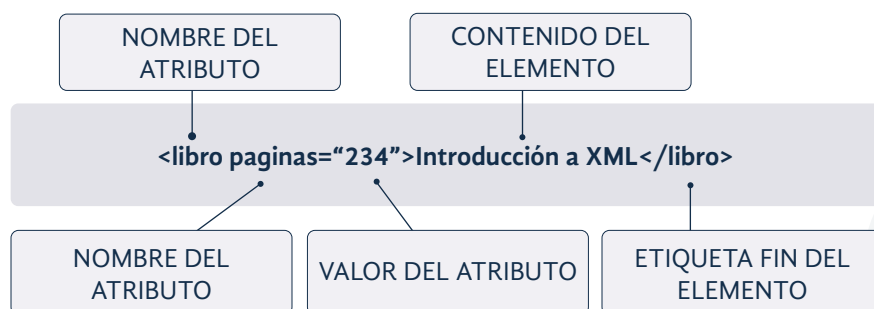 NOMBRE DEL
ATRIBUTO
CONTENIDO DEL
ELEMENTO
<libro paginas=“234”>Introducción a XML</libro>
NOMBRE DEL
ATRIBUTO
VALOR DEL ATRIBUTO
ETIQUETA FIN DEL
ELEMENTO